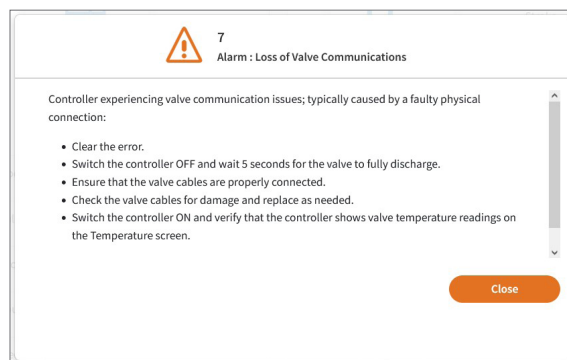 7
Alarm : Loss of Valve Communications
Controller experiencing valve communication issues; typically caused by a faulty physical
connection:
• Clear the error.
• Switch the controller OFF and wait 5 seconds for the valve to fully discharge.
• Ensure that the valve cables are properly connected.
• Check the valve cables for damage and replace as needed.
• Switch the controller ON and verify that the controller shows valve temperature readings on
the Temperature screen.
Close